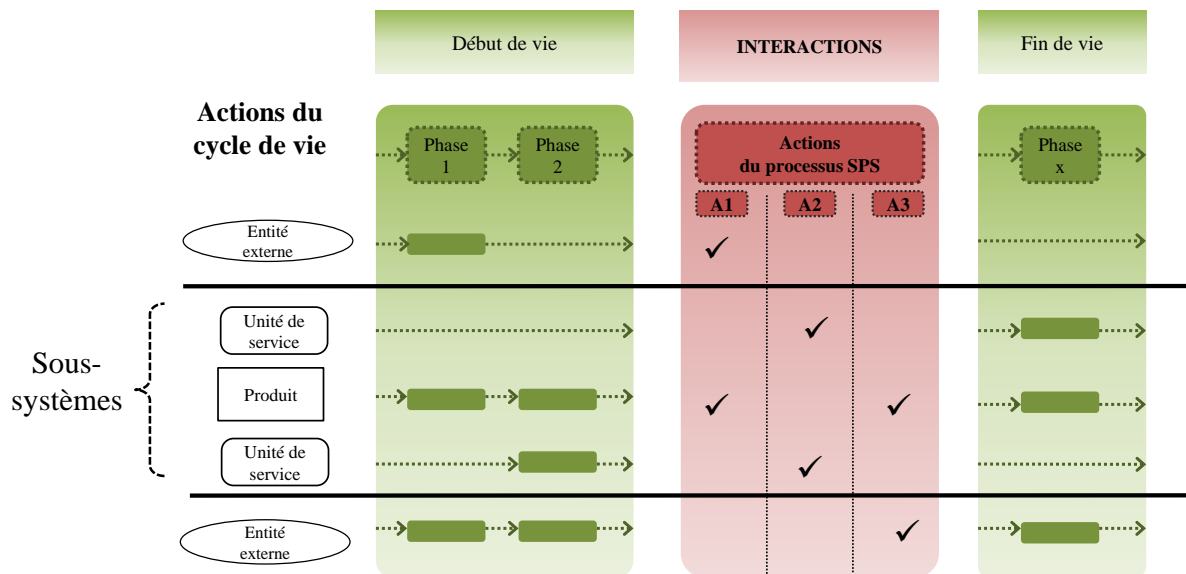 Début de vie
INTERACTIONS
Fin de vie
Actions du
cycle de vie
Phase
1
Phase
2
Actions
du processus SPS
Phase
x
A1
A2
A3
Entité
externe
Sous-
systèmes
Unité de
service
Produit
Unité de
service
Entité
externe